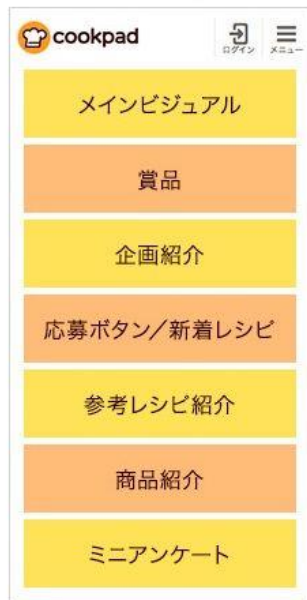 cookpad
ログイン メニュー
メインビジュアル
賞品
企画紹介
応募ボタン／新着レシピ
参考レシピ紹介
商品紹介
ミニアンケート